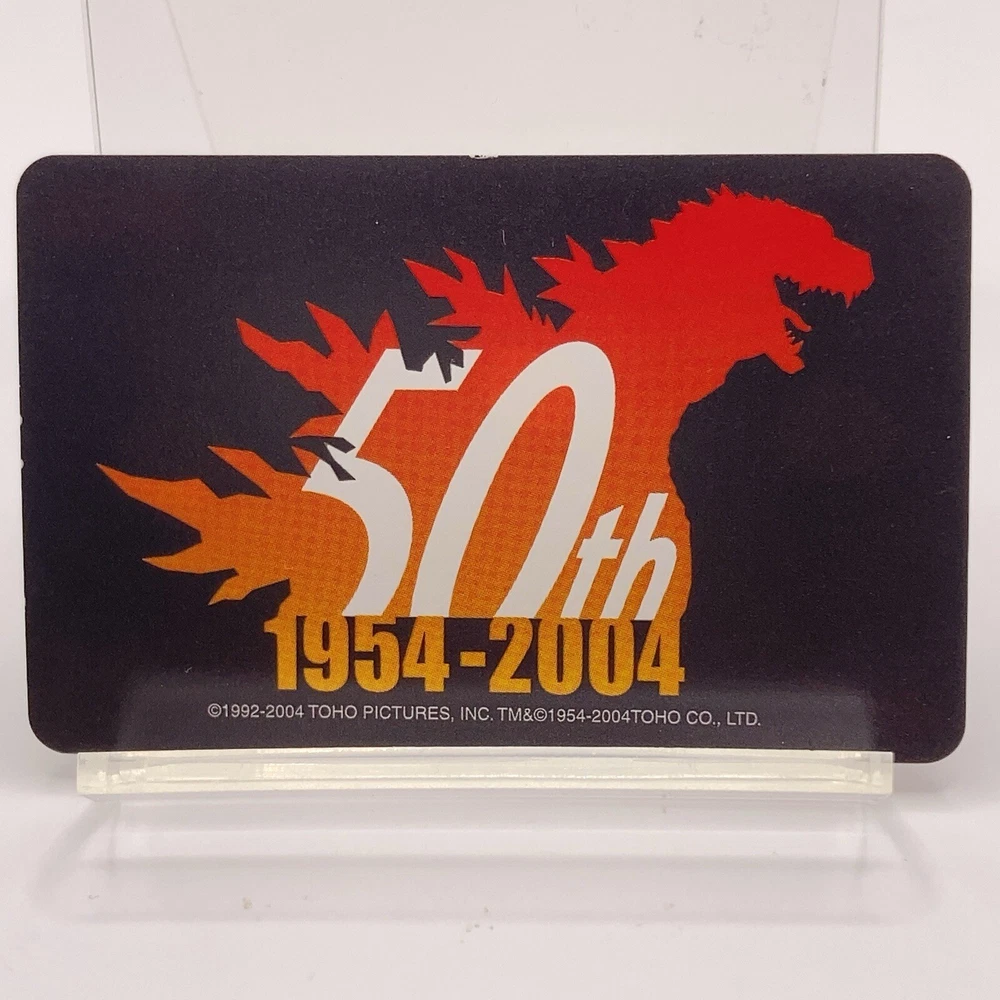 50th
1954-2004
©1992-2004 TOHO PICTURES, INC. TM&©1954-2004TOHO CO., LTD.